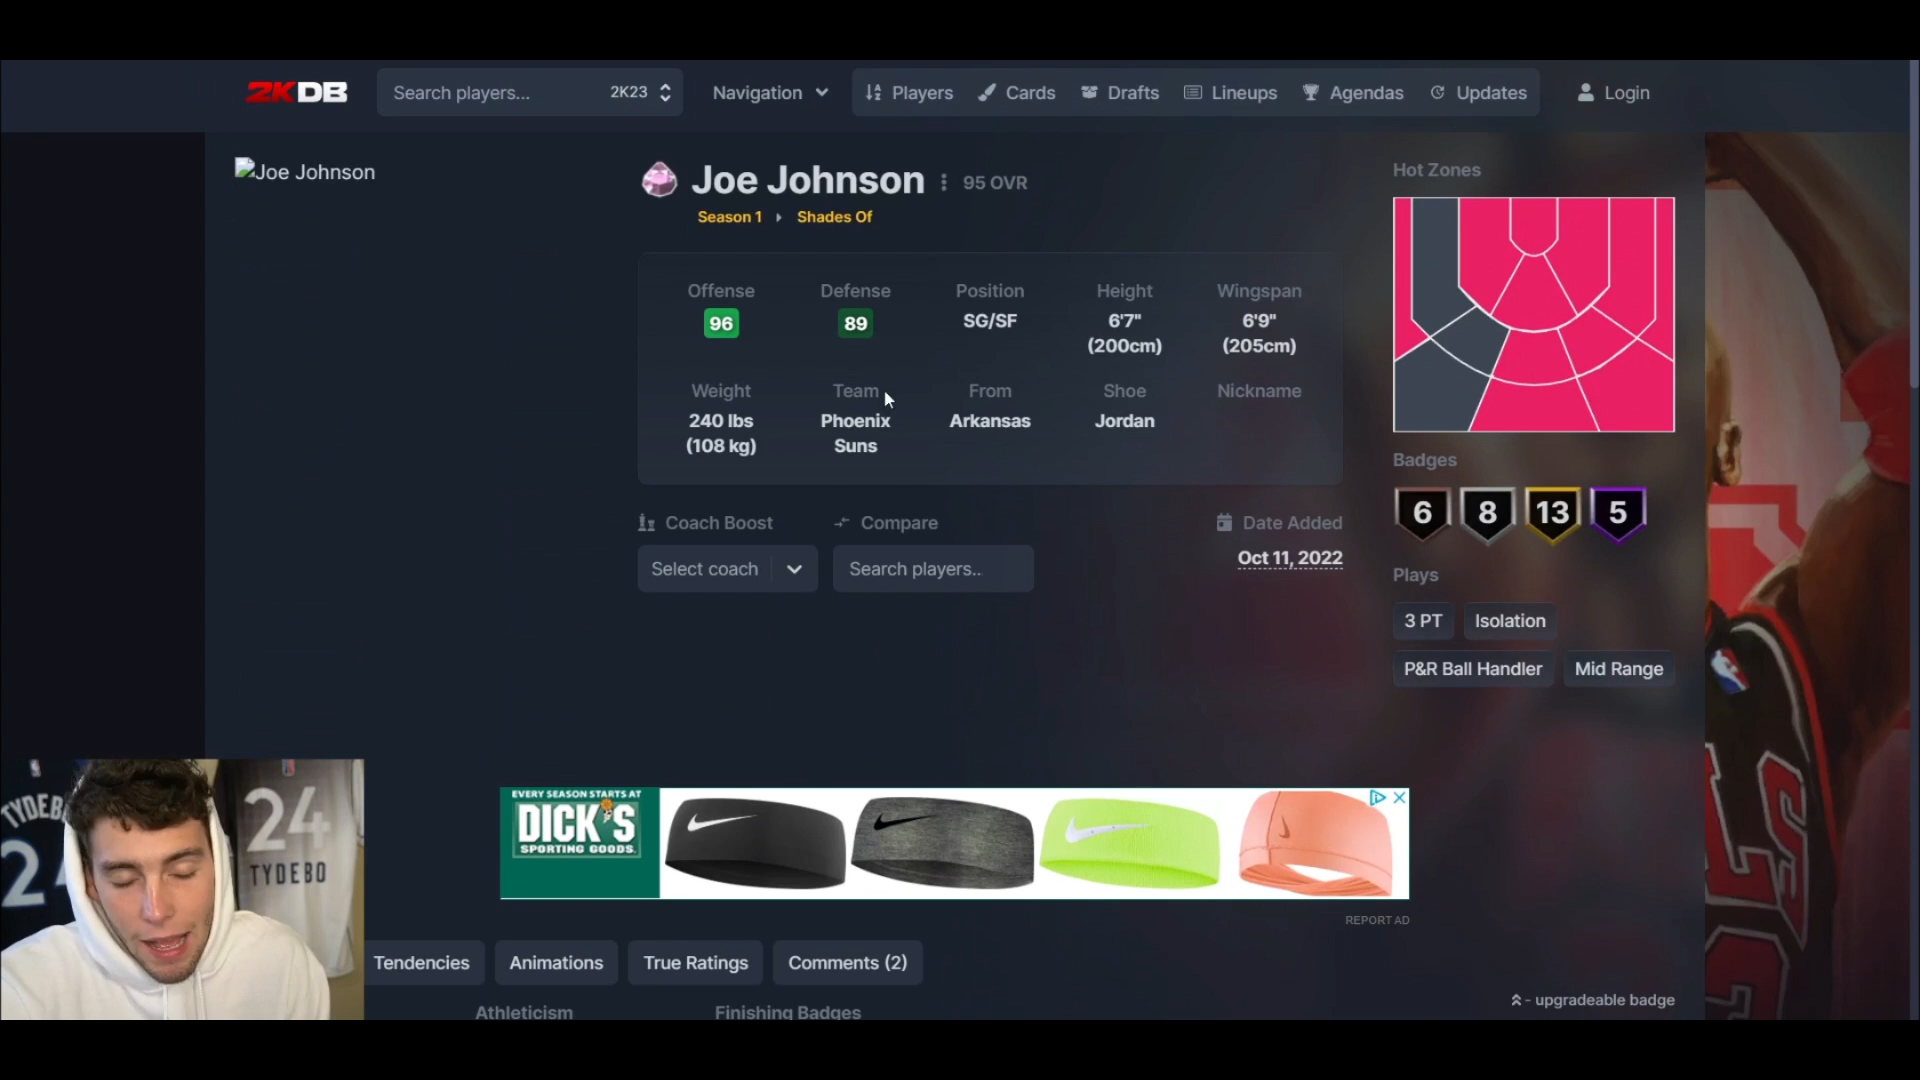 2KDB
Search players...
2K23
Navigation
Players
Cards
Drafts
Lineups
Agendas
Updates
Login
Joe Johnson
Joe Johnson
95 OVR
Season 1
Shades Of
Offense
Defense
Position
Height
Wingspan
96
89
SG/SF
6'7"
(200cm)
6'9"
(205cm)
Weight
Team
From
Shoe
Nickname
240 lbs
(108 kg)
Phoenix
Suns
Arkansas
Jordan
Coach Boost
Compare
Date Added
Select coach
Search players..
Oct 11, 2022
Hot Zones
Badges
6
8
13
5
Plays
3 PT
Isolation
P&R Ball Handler
Mid Range
EVERY SEASON STARTS AT
DICK'S
SPORTING GOODS.
REPORT AD
TYDEB
2
24
TYDEBO
Tendencies
Animations
True Ratings
Comments (2)
- upgradeable badge
Athleticism
Finishing Badges